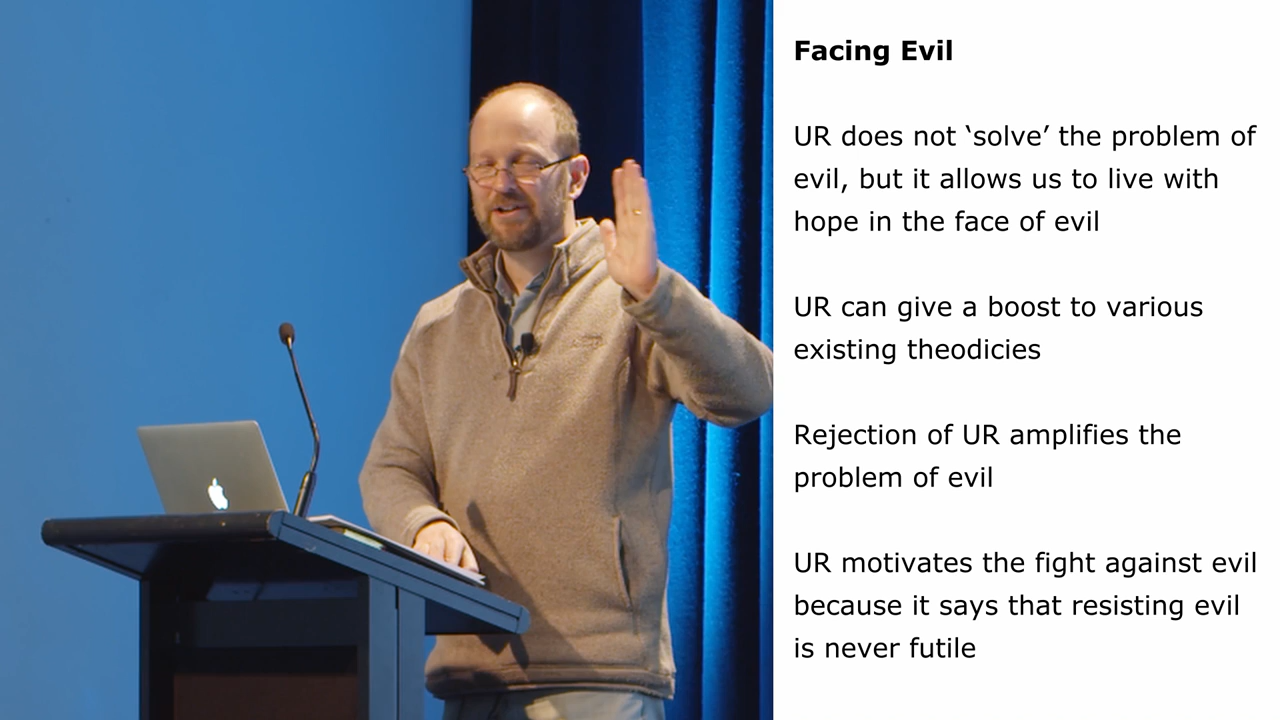 Facing Evil
UR does not ‘solve’ the problem of
evil, but it allows us to live with
hope in the face of evil
UR can give a boost to various
existing theodicies
Rejection of UR amplifies the
problem of evil
UR motivates the fight against evil
because it says that resisting evil
is never futile